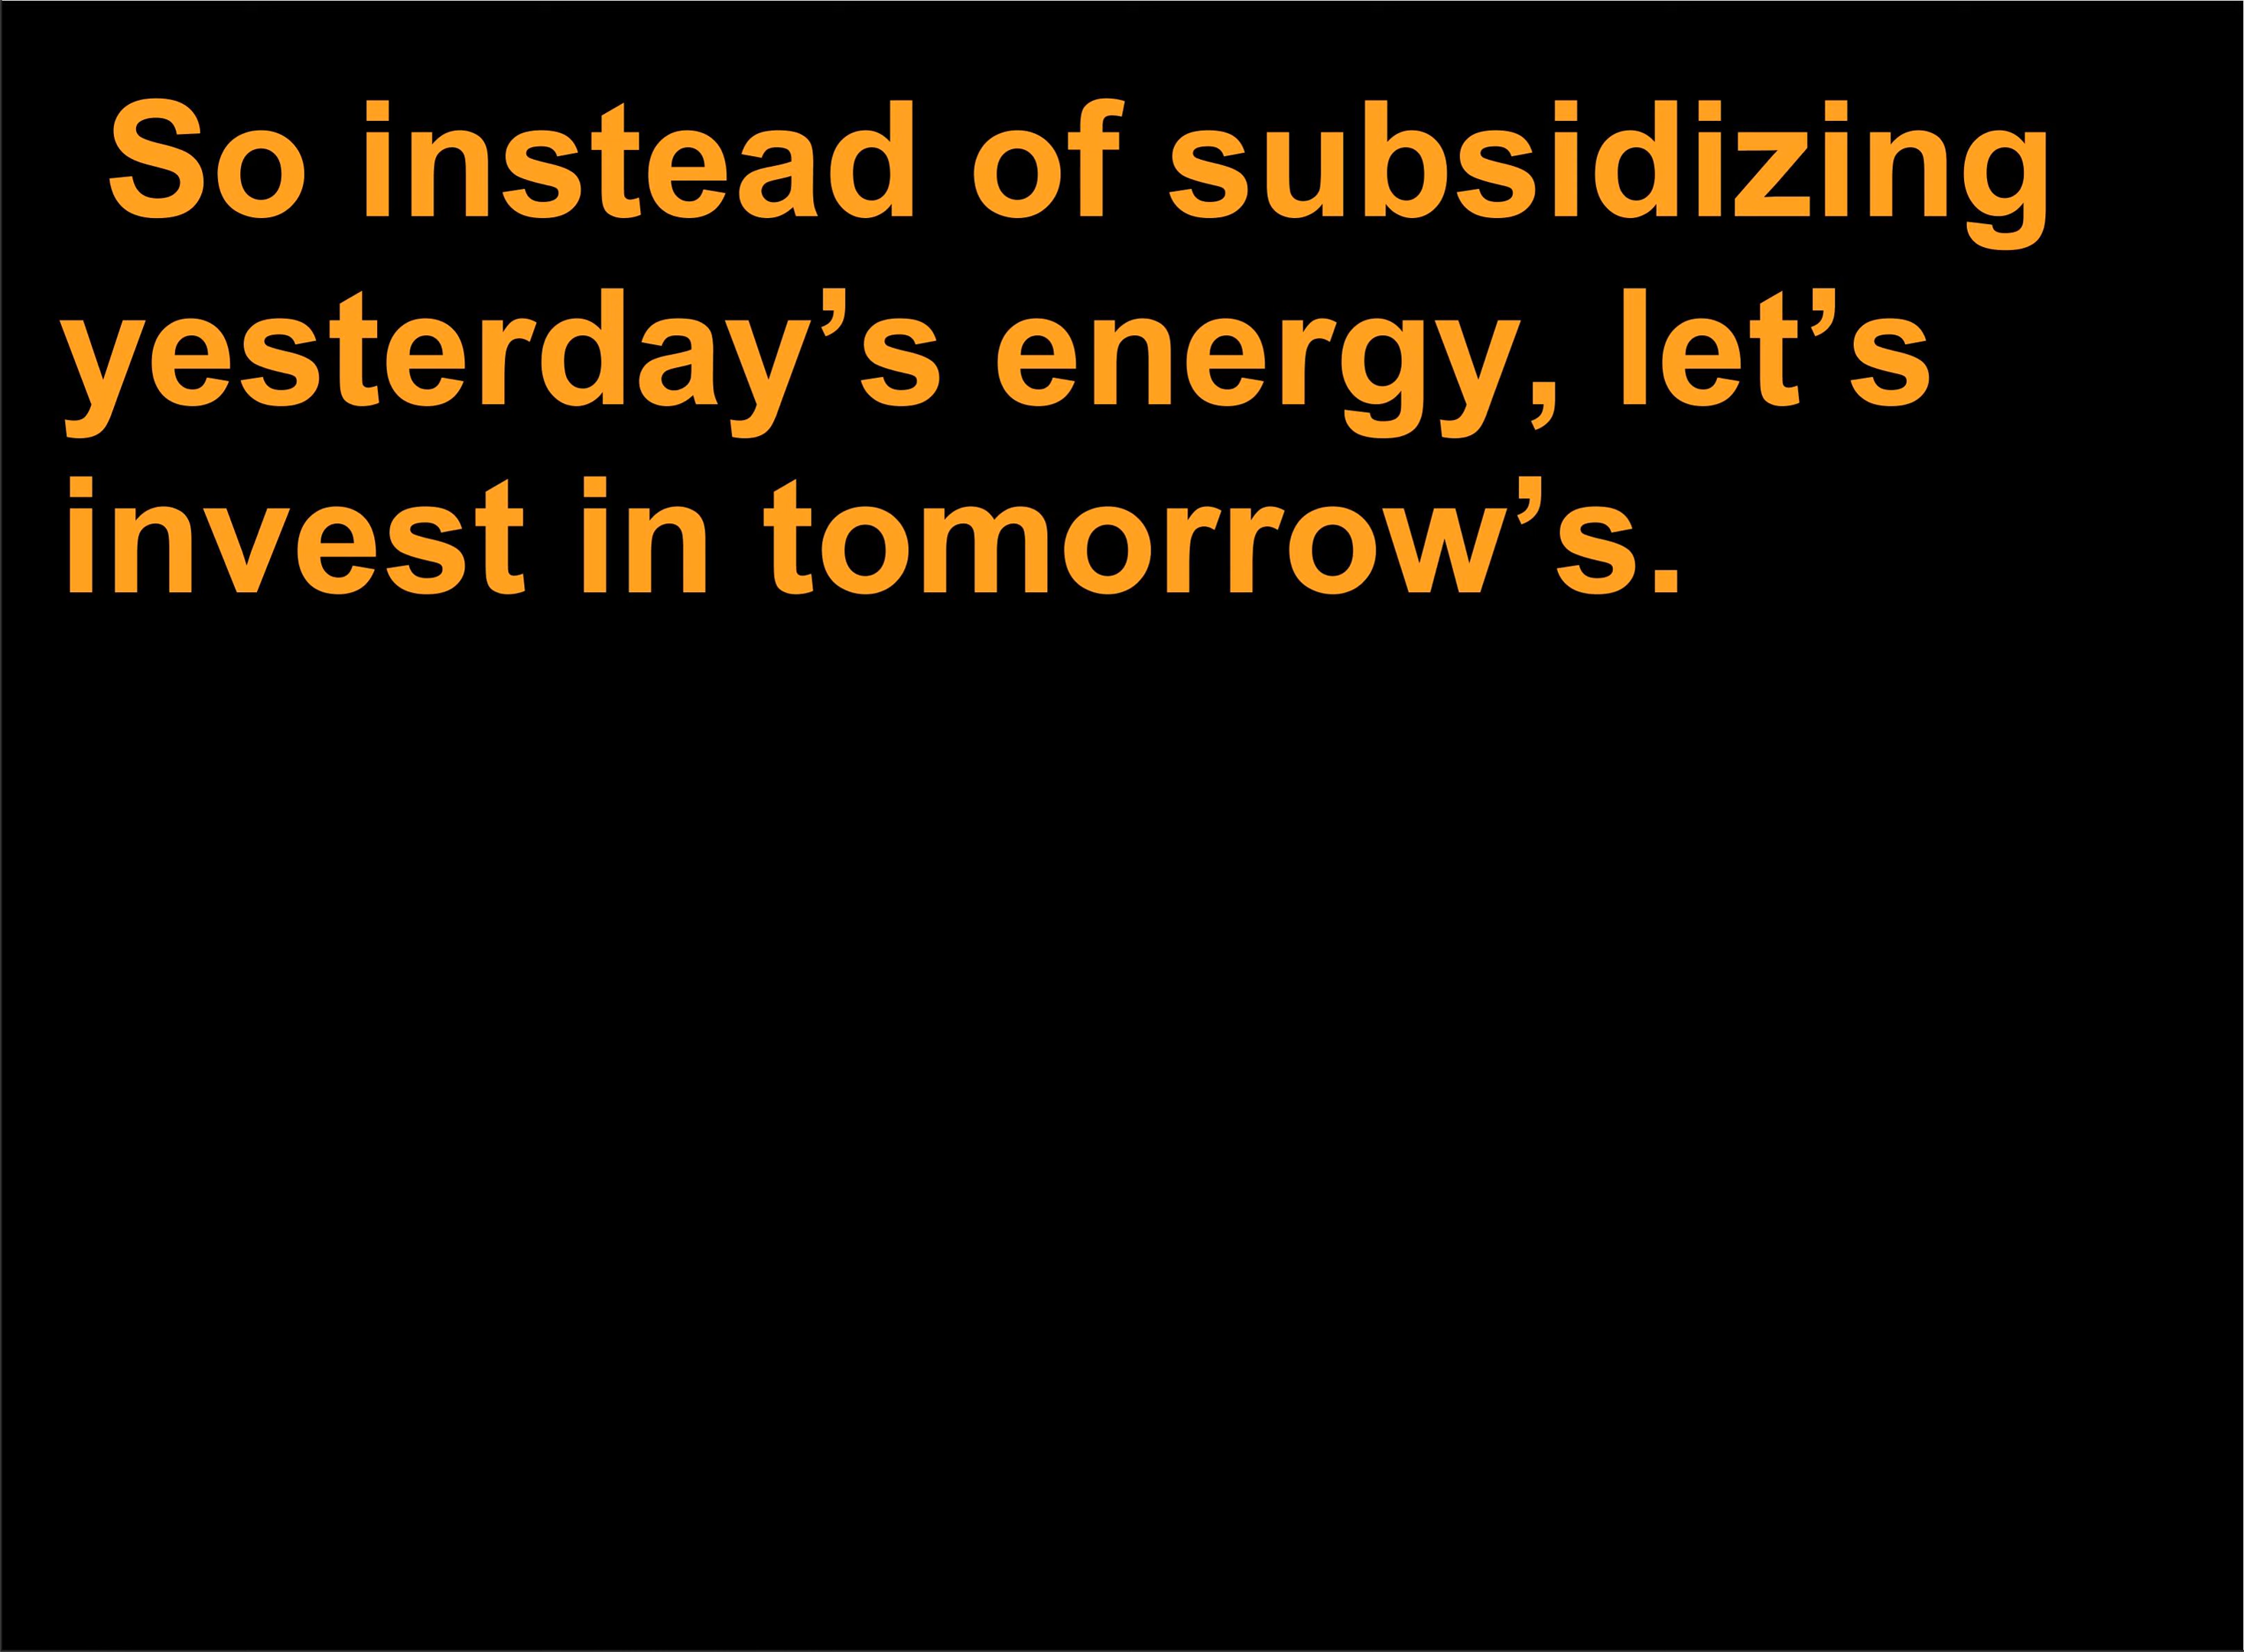 So instead of subsidizing
yesterday’s energy, let’s
invest in tomorrow’s.